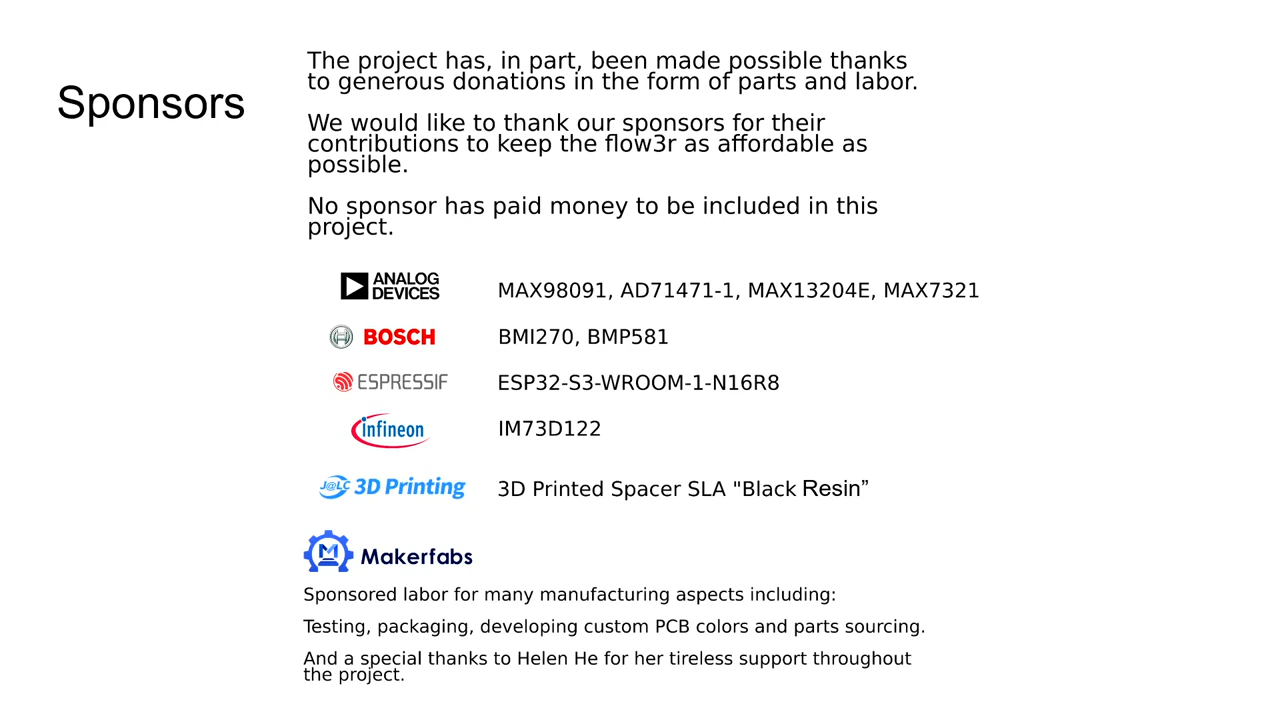 Sponsors
The project has, in part, been made possible thanks
to generous donations in the form of parts and labor.
We would like to thank our sponsors for their
contributions to keep the flow3r as affordable as
possible.
No sponsor has paid money to be included in this
project.
ANALOG
DEVICES
MAX98091, AD71471-1, MAX13204E, MAX7321
BOSCH
BMI270, BMP581
ESPRESSIF
ESP32-S3-WROOM-1-N16R8
infineon
IM73D122
J@LC 3D Printing
3D Printed Spacer SLA "Black Resin”
M Makerfabs
Sponsored labor for many manufacturing aspects including:
Testing, packaging, developing custom PCB colors and parts sourcing.
And a special thanks to Helen He for her tireless support throughout
the project.